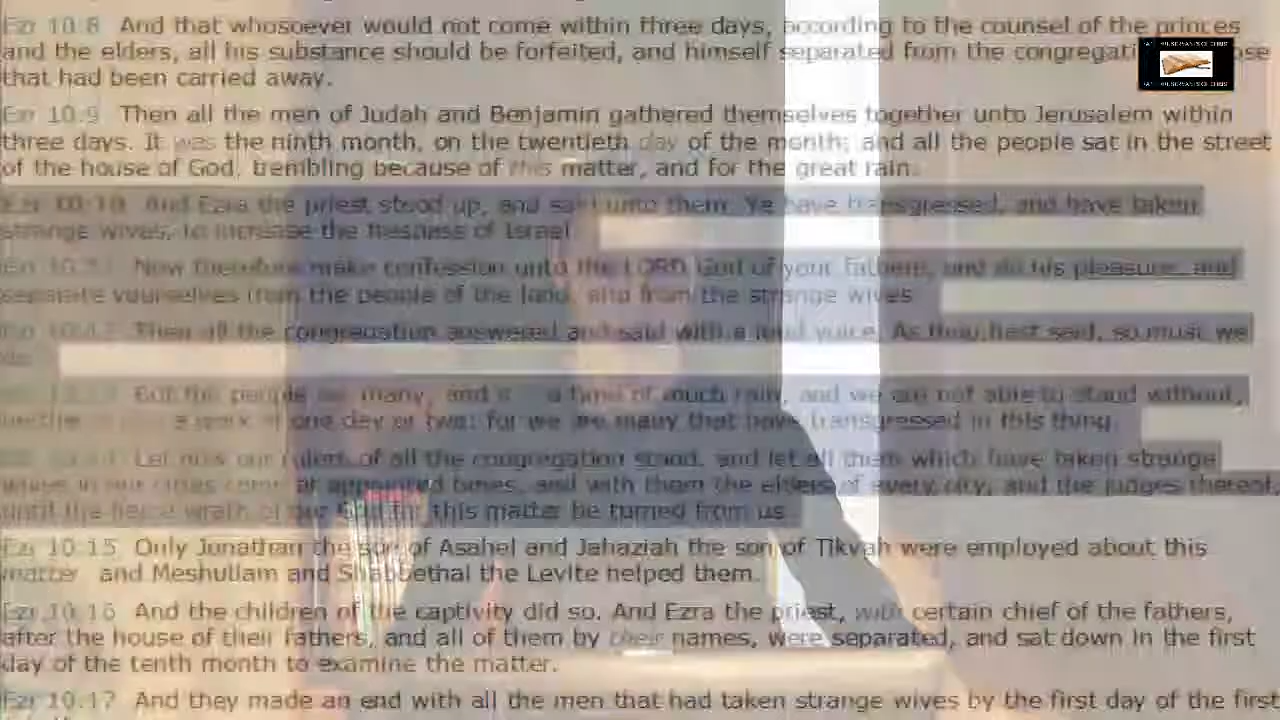 Ezr 10:8 And that whosoever would not come within three days, according to the counsel of the princes
and the elders, all his substance should be forfeited, and himself separated from the congregati ose
that had been carried away.
Ezr 10:9 Then all the men of Judah and Benjamin gathered themselves together unto Jerusalem within
three days. It was the ninth month, on the twentieth day of the month; and all the people sat in the street
of the house of God, trembling because of this matter, and for the great rain.
Ezr 10:10 And Ezra the priest stood up, and said unto them, Ye have transgressed, and have taken
strange wives, to increase the trespass of Israel.
Ezr 10:11 Now therefore make confession unto the LORD God of your fathers, and do his pleasure: and
separate yourselves from the people of the land, and from the strange wives.
Then all the congregation answered and said with a loud voice, As thou hast said, so must we
do.
But the people are many, and a time of much rain, and we are not able to stand without,
neither a work of one day or two: for we are many that have transgressed in this thing.
Let now our rulers of all the congregation stand, and let all them which have taken strange
wives in our cities come at appointed times, and with them the elders of every city, and the judges thereof,
until the fierce wrath of our God for this matter be turned from us.
Ezr 10:15 Only Jonathan the son of Asahel and Jahaziah the son of Tikvah were employed about this
matter and Meshullam and Shabbethai the Levite helped them.
Ezr 10:16 And the children of the captivity did so. And Ezra the priest, with certain chief of the fathers,
after the house of their fathers, and all of them by their names, were separated, and sat down in the first
day of the tenth month to examine the matter.
Ezr 10:17 And they made an end with all the men that had taken strange wives by the first day of the first